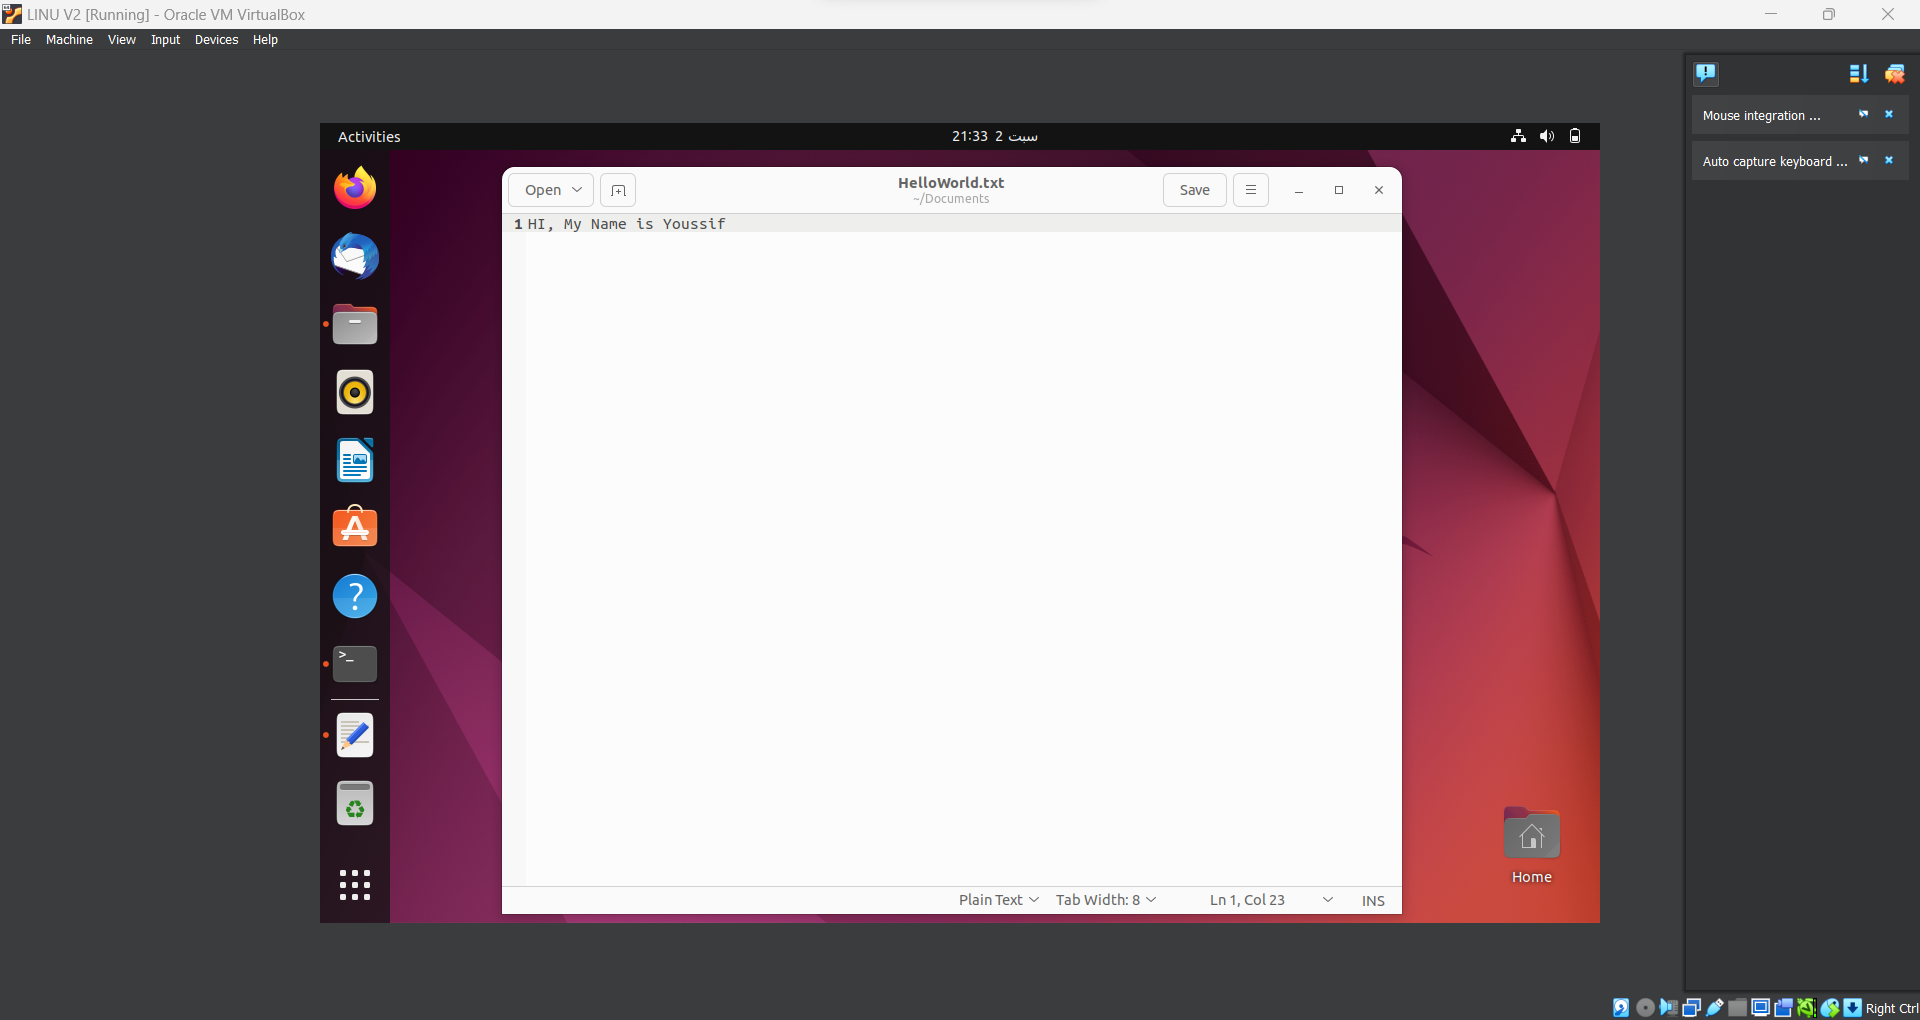 LINU V2 [Running] - Oracle VM VirtualBox
File Machine View Input Devices Help
Mouse integration ...
Auto capture keyboard ...
Activities
21:33 2 سبت
Open
HelloWorld.txt
~/Documents
Save
1 HI, My Name is Youssif
Home
Plain Text Tab Width: 8 Ln 1, Col 23 INS
Right Ctrl